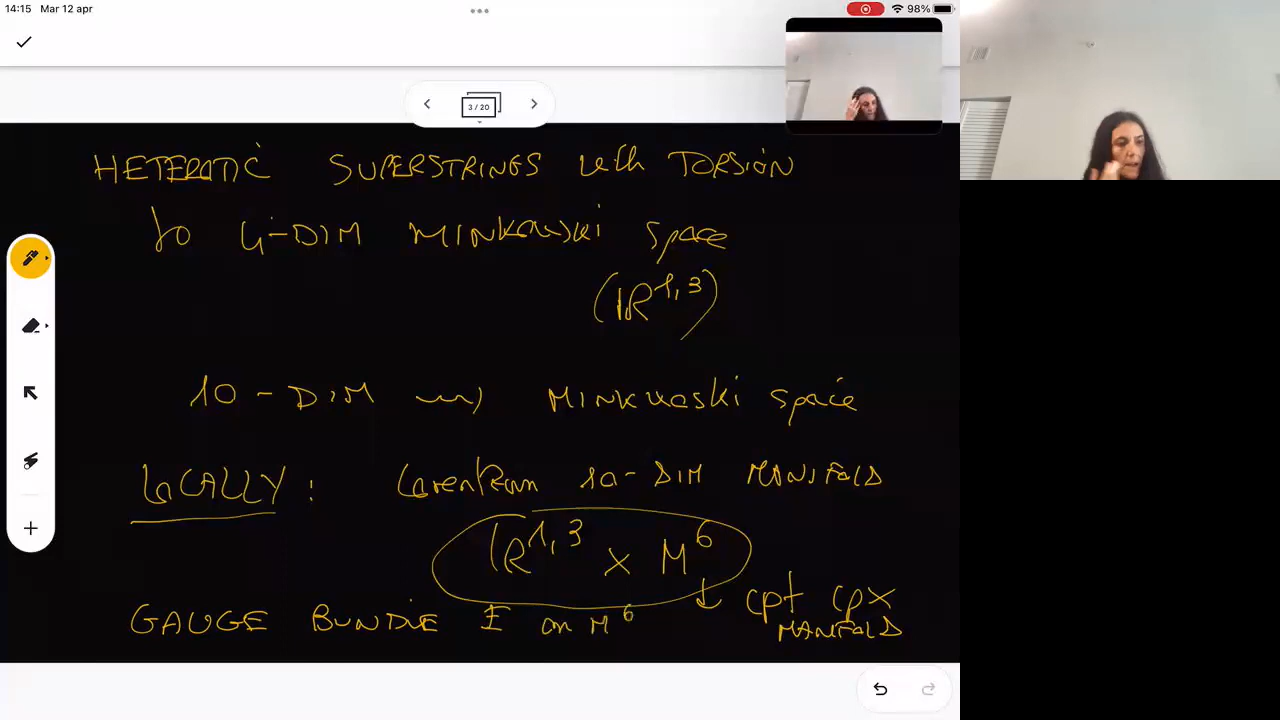 14:15 Mar 12 apr
98%
3 / 20
HETEROTIC SUPERSTRINGS with TORSION
to 4-DIM MINKOWSKI space
(ℝ^1,3)
10-DIM MINKWOSKI space
LOCALLY: Lorentzian 10-DIM MANIFOLD
ℝ^1,3 × M^6
↓ cpt cpx
MANIFOLD
GAUGE BUNDLE E on M^6